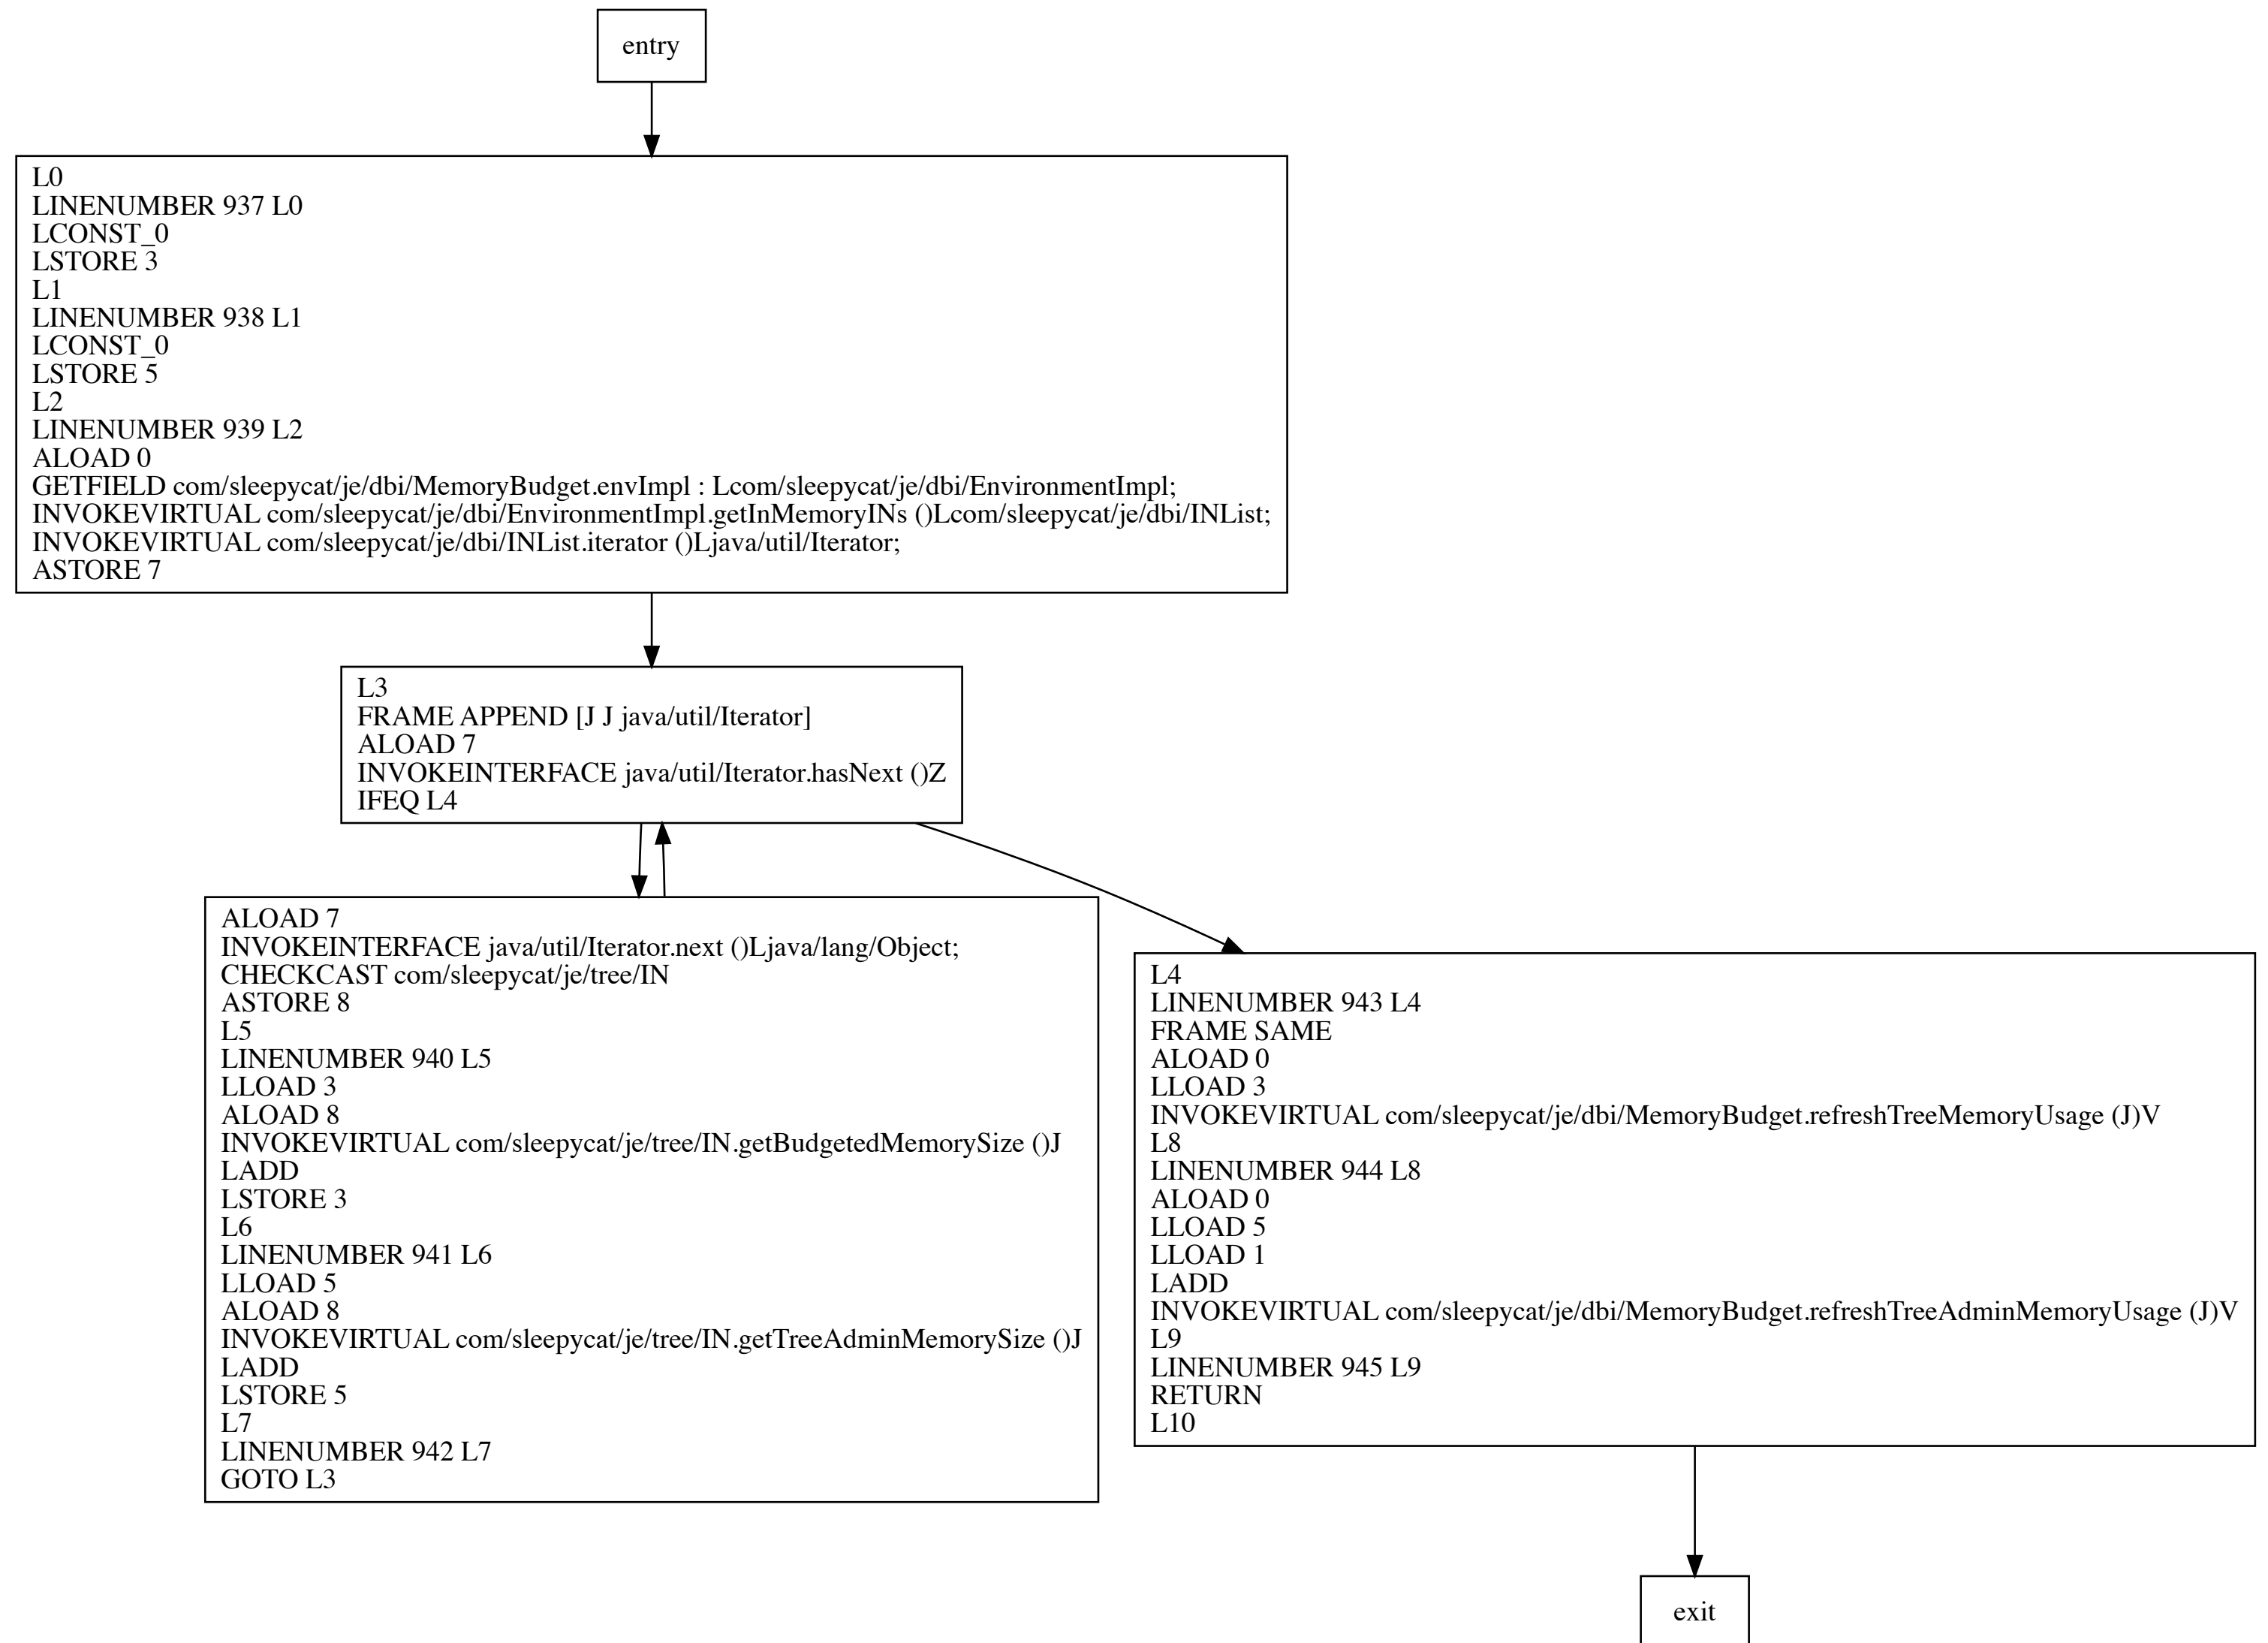 entry
L0
LINENUMBER 937 L0
LCONST_0
LSTORE 3
L1
LINENUMBER 938 L1
LCONST_0
LSTORE 5
L2
LINENUMBER 939 L2
ALOAD 0
GETFIELD com/sleepycat/je/dbi/MemoryBudget.envImpl : Lcom/sleepycat/je/dbi/EnvironmentImpl;
INVOKEVIRTUAL com/sleepycat/je/dbi/EnvironmentImpl.getInMemoryINs ()Lcom/sleepycat/je/dbi/INList;
INVOKEVIRTUAL com/sleepycat/je/dbi/INList.iterator ()Ljava/util/Iterator;
ASTORE 7
L3
FRAME APPEND [J J java/util/Iterator]
ALOAD 7
INVOKEINTERFACE java/util/Iterator.hasNext ()Z
IFEQ L4
ALOAD 7
INVOKEINTERFACE java/util/Iterator.next ()Ljava/lang/Object;
CHECKCAST com/sleepycat/je/tree/IN
ASTORE 8
L5
LINENUMBER 940 L5
LLOAD 3
ALOAD 8
INVOKEVIRTUAL com/sleepycat/je/tree/IN.getBudgetedMemorySize ()J
LADD
LSTORE 3
L6
LINENUMBER 941 L6
LLOAD 5
ALOAD 8
INVOKEVIRTUAL com/sleepycat/je/tree/IN.getTreeAdminMemorySize ()J
LADD
LSTORE 5
L7
LINENUMBER 942 L7
GOTO L3
L4
LINENUMBER 943 L4
FRAME SAME
ALOAD 0
LLOAD 3
INVOKEVIRTUAL com/sleepycat/je/dbi/MemoryBudget.refreshTreeMemoryUsage (J)V
L8
LINENUMBER 944 L8
ALOAD 0
LLOAD 5
LLOAD 1
LADD
INVOKEVIRTUAL com/sleepycat/je/dbi/MemoryBudget.refreshTreeAdminMemoryUsage (J)V
L9
LINENUMBER 945 L9
RETURN
L10
exit